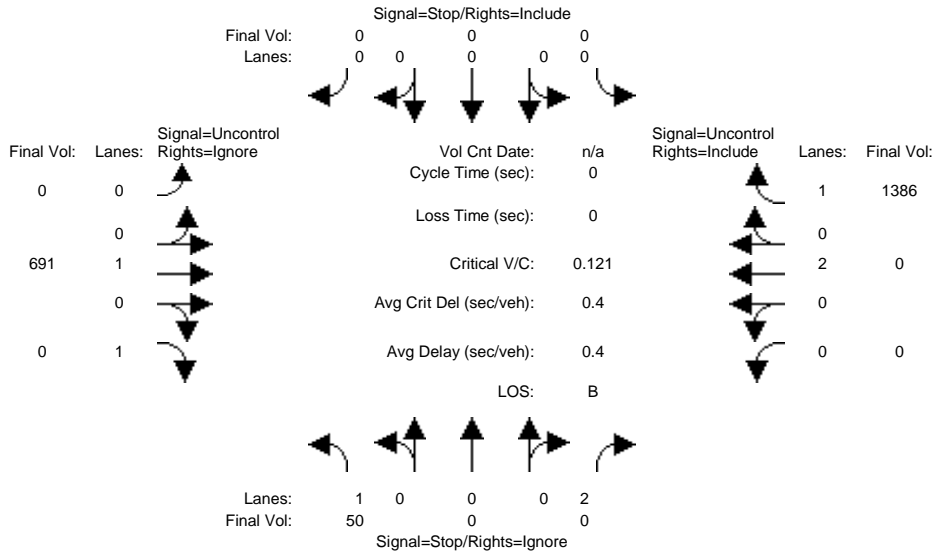 Signal=Stop/Rights=Include
Final Vol: 0 0 0
Lanes: 0 0 0 0 0
Signal=Uncontrol Signal=Uncontrol
Final Vol: Lanes: Rights=Ignore Vol Cnt Date: n/a Rights=Include Lanes: Final Vol:
Cycle Time (sec): 0
0 0 1 1386
Loss Time (sec): 0
0 0
691 1 Critical V/C: 0.121 2 0
0 Avg Crit Del (sec/veh): 0.4 0
0 1 Avg Delay (sec/veh): 0.4 0 0
LOS: B
Lanes: 1 0 0 0 2
Final Vol: 50 0 0
Signal=Stop/Rights=Ignore